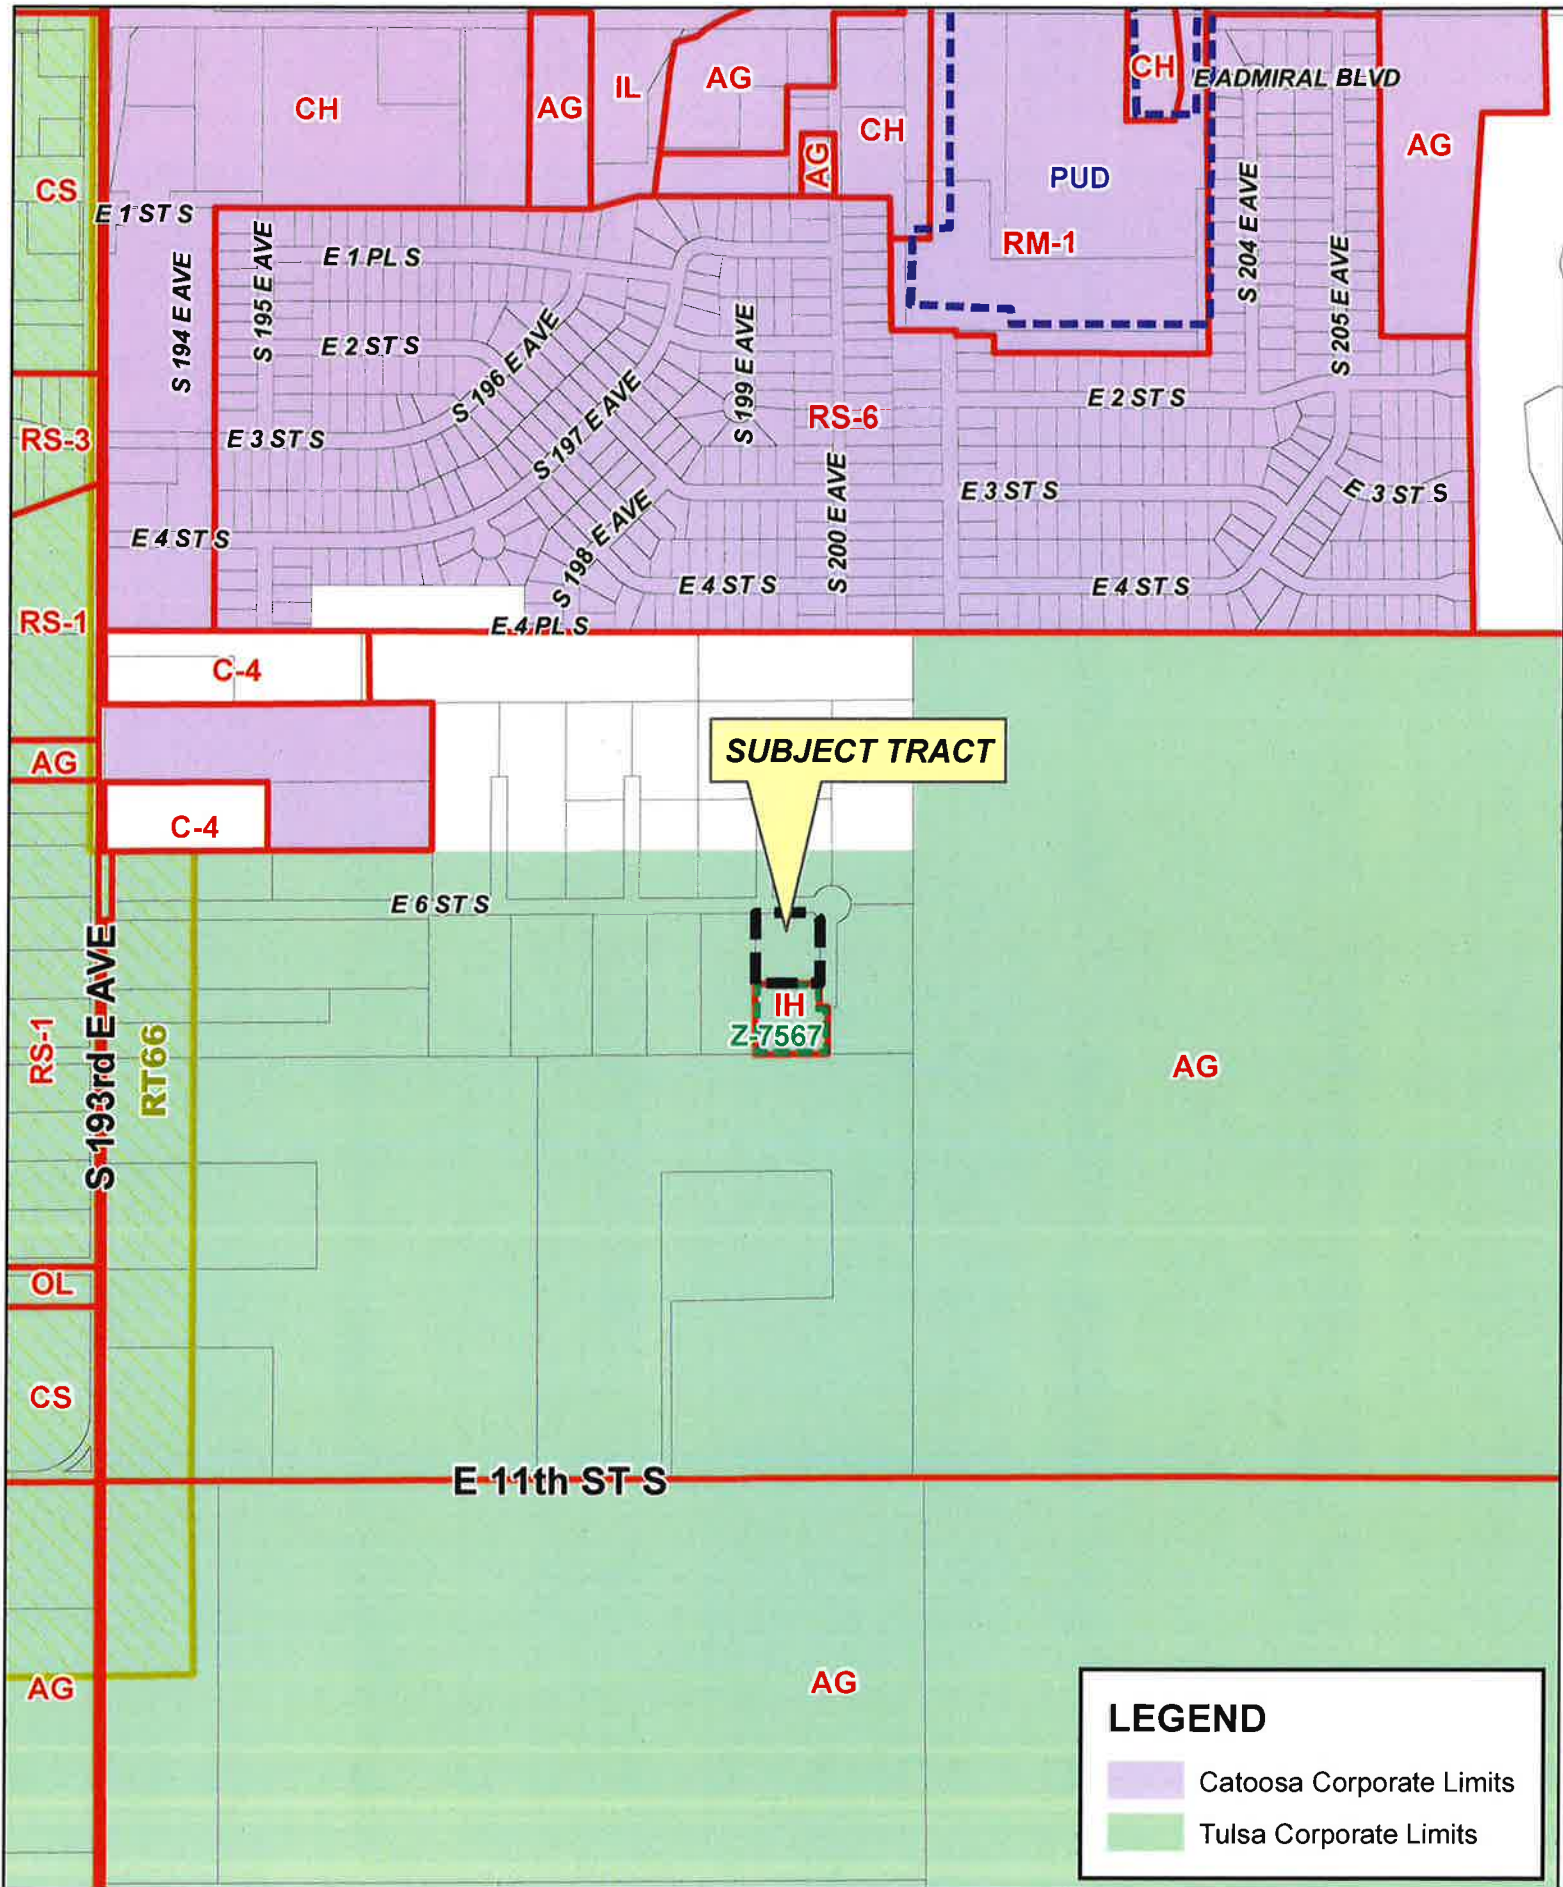 CH
AG
IL
AG
CH
E ADMIRAL BLVD
CH
AG
AG
PUD
CS
E 1 ST S
RM-1
E 1 PL S
S 194 E AVE
S 195 E AVE
S 204 E AVE
S 205 E AVE
E 2 ST S
S 196 E AVE
S 199 E AVE
S 197 E AVE
E 2 ST S
RS-6
RS-3
E 3 ST S
E 3 ST S
E 3 ST S
S 198 E AVE
S 200 E AVE
E 4 ST S
E 4 ST S
E 4 ST S
RS-1
E 4 PL S
C-4
SUBJECT TRACT
AG
C-4
E 6 ST S
S 193rd E AVE
IH
Z-7567
RS-1
RT66
AG
OL
CS
E 11th ST S
AG
AG
LEGEND
Catoosa Corporate Limits
Tulsa Corporate Limits